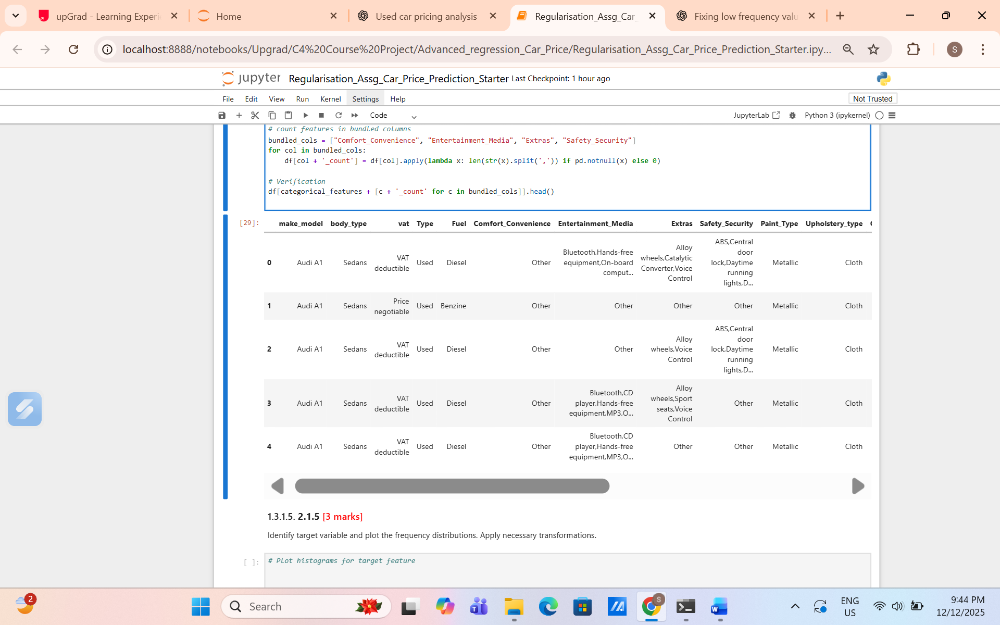 upGrad - Learning Experi
Home
Used car pricing analysis
Regularisation_Assg_Car_
Fixing low frequency valu
localhost:8888/notebooks/Upgrad/C4%20Course%20Project/Advanced_regression_Car_Price/Regularisation_Assg_Car_Price_Prediction_Starter.ipy...
S
jupyter Regularisation_Assg_Car_Price_Prediction_Starter Last Checkpoint: 1 hour ago
File Edit View Run Kernel Settings Help
Not Trusted
Code
JupyterLab Python 3 (ipykernel)
# count features in bundled columns
bundled_cols = ["Comfort_Convenience", "Entertainment_Media", "Extras", "Safety_Security"]
for col in bundled_cols:
    df[col + '_count'] = df[col].apply(lambda x: len(str(x).split(',')) if pd.notnull(x) else 0)
# Verification
df[categorical_features + [c + '_count' for c in bundled_cols]].head()
[29]:
make_model body_type vat Type Fuel Comfort_Convenience Entertainment_Media Extras Safety_Security Paint_Type Upholstery_type
0 Audi A1 Sedans VAT deductible Used Diesel Other Bluetooth,Hands-free equipment,On-board comput... Alloy wheels,Catalytic Converter,Voice Control ABS,Central door lock,Daytime running lights,D... Metallic Cloth
1 Audi A1 Sedans Price negotiable Used Benzine Other Other Other Other Metallic Cloth
2 Audi A1 Sedans VAT deductible Used Diesel Other Other Alloy wheels,Voice Control ABS,Central door lock,Daytime running lights,D... Metallic Cloth
3 Audi A1 Sedans VAT deductible Used Diesel Other Bluetooth,CD player,Hands-free equipment,MP3,O... Alloy wheels,Sport seats,Voice Control Other Metallic Cloth
4 Audi A1 Sedans VAT deductible Used Diesel Other Bluetooth,CD player,Hands-free equipment,MP3,O... Other Other Metallic Cloth
1.3.1.5. 2.1.5 [3 marks]
Identify target variable and plot the frequency distributions. Apply necessary transformations.
[ ]:
# Plot histograms for target feature
2
Search
S
ENG
US
9:44 PM
12/12/2025